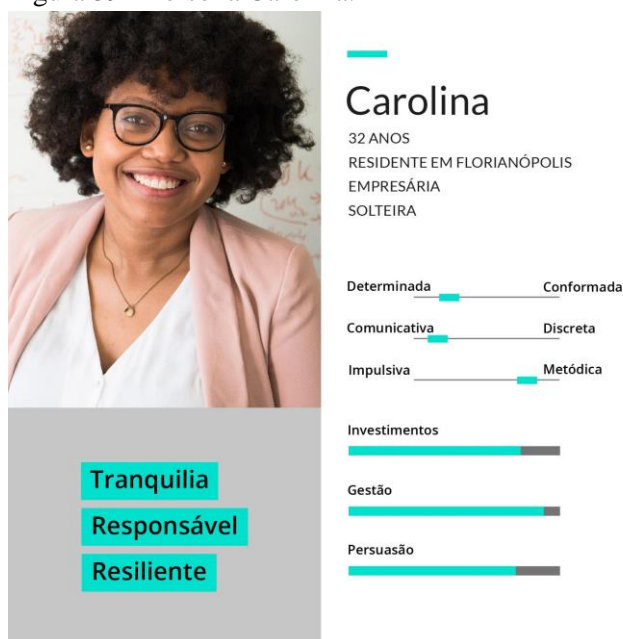 Carolina
32 ANOS
RESIDENTE EM FLORIANÓPOLIS
EMPRESÁRIA
SOLTEIRA
Determinada Conformada
Comunicativa Discreta
Impulsiva Metódica
Investimentos
Gestão
Persuasão
Tranquilia
Responsável
Resiliente